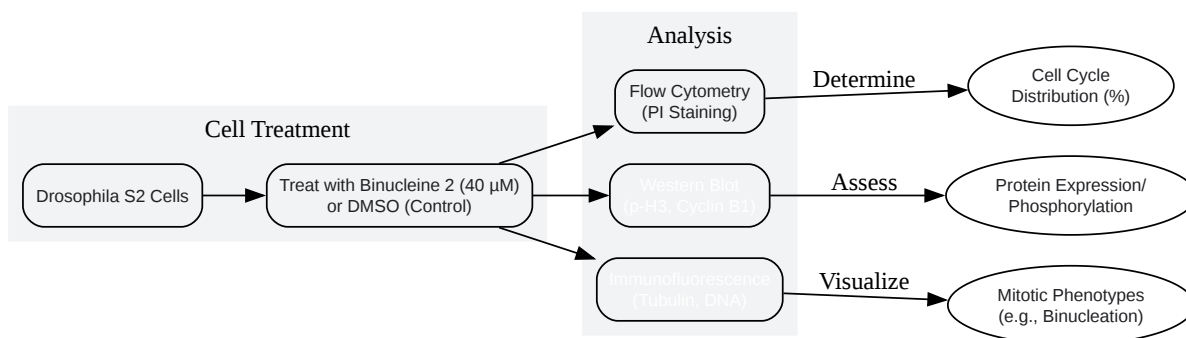 Analysis
Cell Treatment
Drosophila S2 Cells
Treat with Binucleine 2 (40 µM)
or DMSO (Control)
Flow Cytometry
(PI Staining)
Western Blot
(p-H3, Cyclin B1)
Immunofluorescence
(Tubulin, DNA)
Determine
Assess
Visualize
Cell Cycle
Distribution (%)
Protein Expression/
Phosphorylation
Mitotic Phenotypes
(e.g., Binucleation)